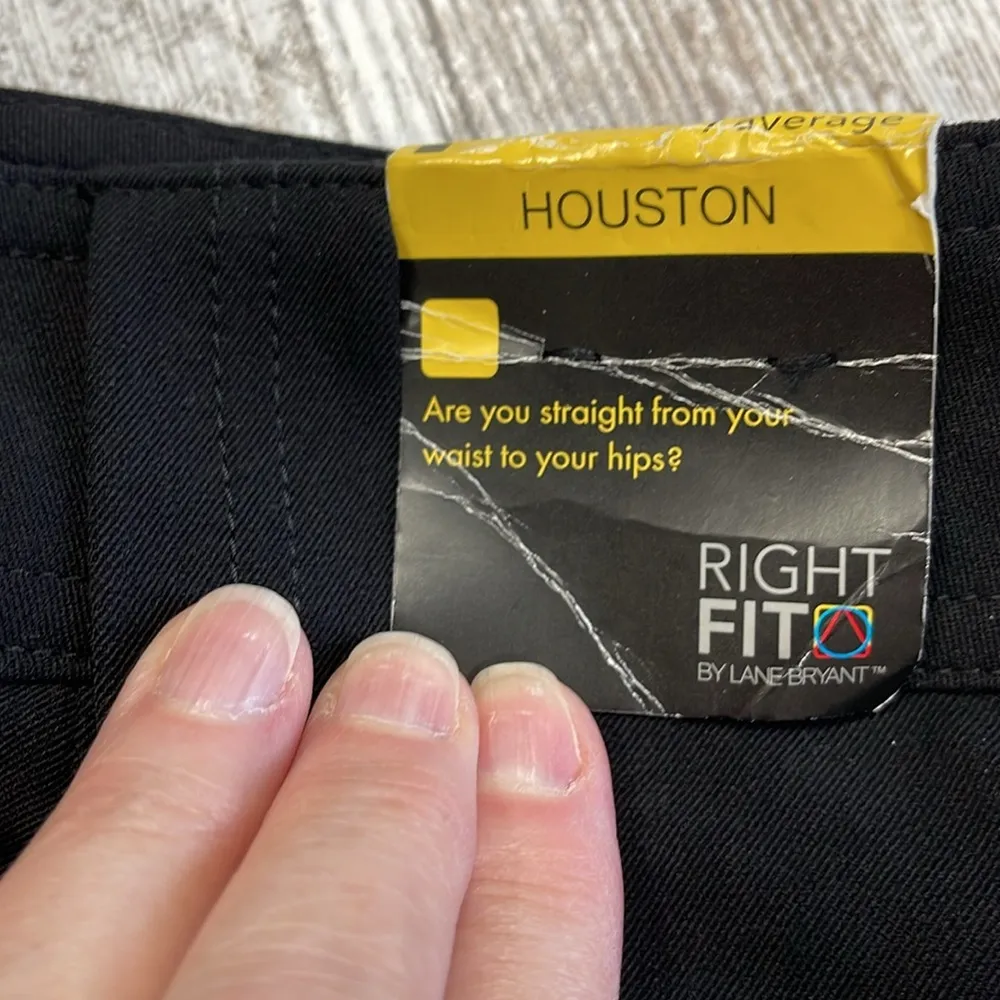 average
HOUSTON
Are you straight from your
waist to your hips?
RIGHT
FIT
BY LANE BRYANT™